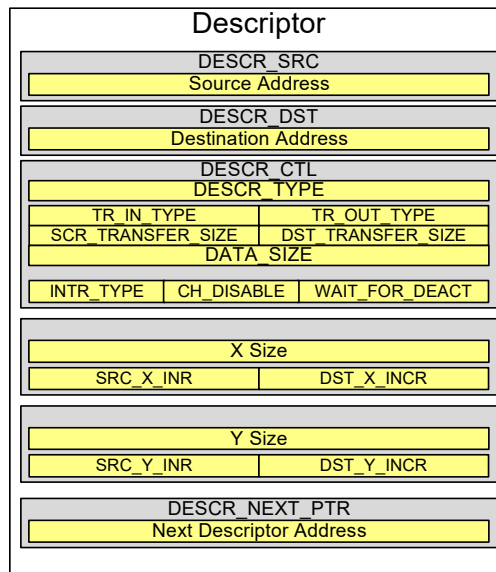 Descriptor
DESCR_SRC
Source Address
DESCR_DST
Destination Address
DESCR_CTL
DESCR_TYPE
TR_IN_TYPE TR_OUT_TYPE
SCR_TRANSFER_SIZE DST_TRANSFER_SIZE
DATA_SIZE
INTR_TYPE CH_DISABLE WAIT_FOR_DEACT
X Size
SRC_X_INR DST_X_INCR
Y Size
SRC_Y_INR DST_Y_INCR
DESCR_NEXT_PTR
Next Descriptor Address